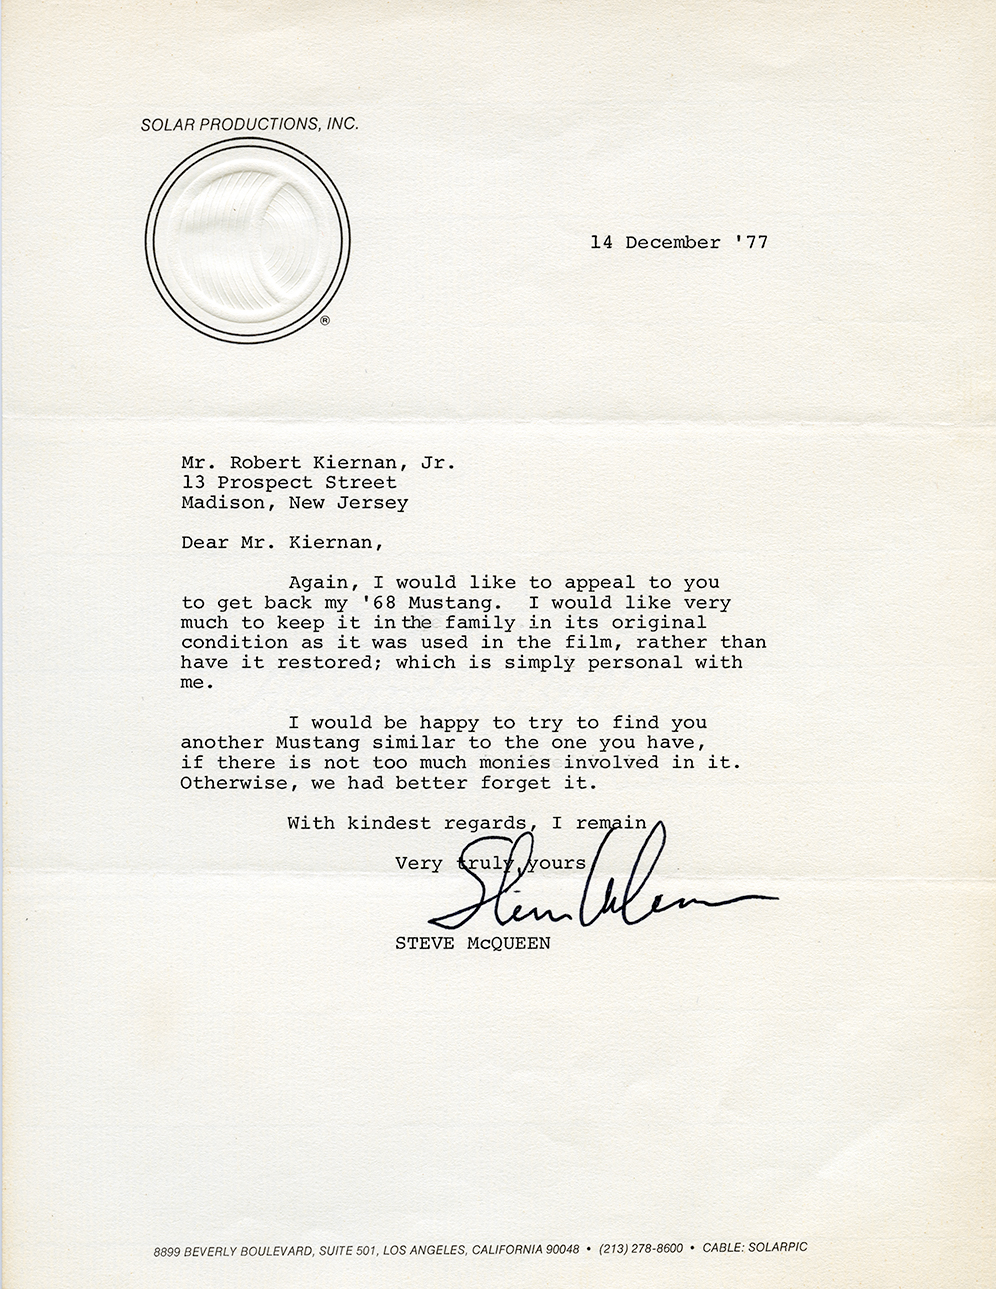 SOLAR PRODUCTIONS, INC.
®
14 December '77
Mr. Robert Kiernan, Jr.
13 Prospect Street
Madison, New Jersey
Dear Mr. Kiernan,
Again, I would like to appeal to you
to get back my '68 Mustang. I would like very
much to keep it in the family in its original
condition as it was used in the film, rather than
have it restored; which is simply personal with
me.
I would be happy to try to find you
another Mustang similar to the one you have,
if there is not too much monies involved in it.
Otherwise, we had better forget it.
With kindest regards, I remain
Very truly yours
Steve McQueen
STEVE McQUEEN
8899 BEVERLY BOULEVARD, SUITE 501, LOS ANGELES, CALIFORNIA 90048 • (213) 278-8600 • CABLE: SOLARPIC